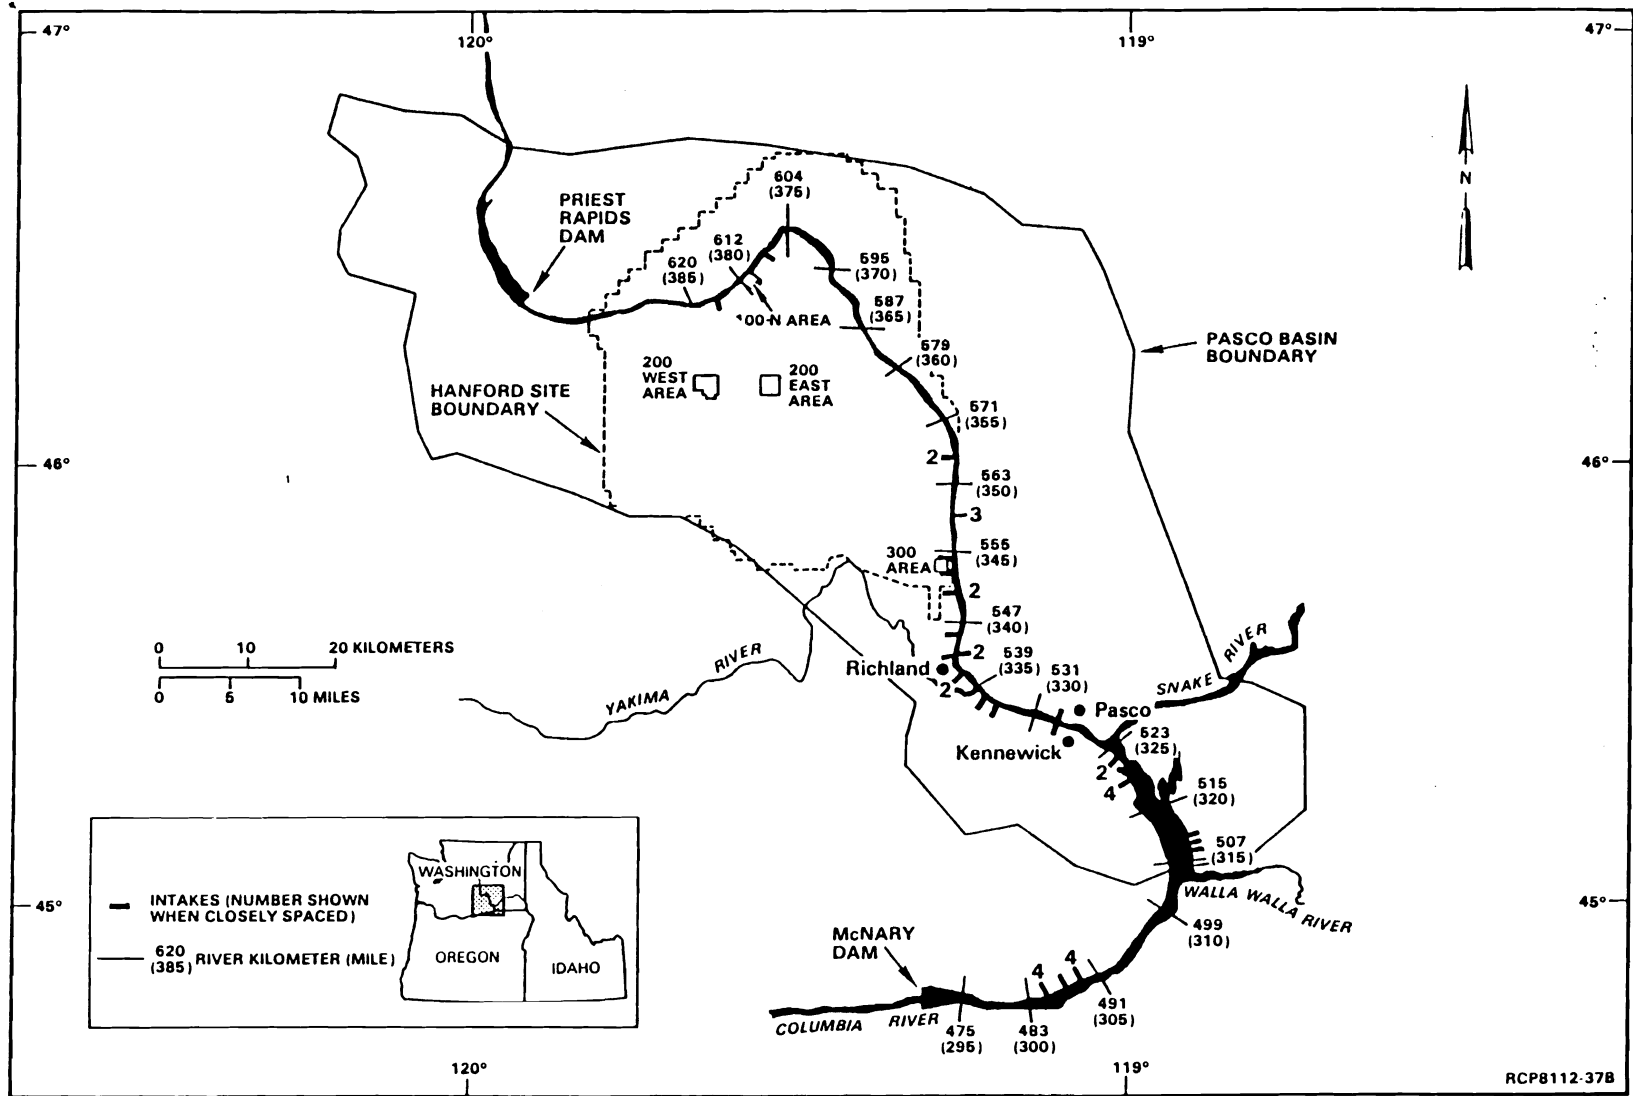 47°
120°
119°
47°
604
(375)
N
PRIEST
RAPIDS
DAM
612
(380)
620
(385)
595
(370)
587
(365)
100-N AREA
579
(360)
PASCO BASIN
BOUNDARY
200
WEST
AREA
200
EAST
AREA
HANFORD SITE
BOUNDARY
571
(355)
2
46°
46°
563
(350)
3
555
(345)
300
AREA
2
547
(340)
0 10 20 KILOMETERS
0 5 10 MILES
YAKIMA RIVER
Richland
2
2
539
(335)
531
(330)
SNAKE RIVER
Pasco
Kennewick
523
(325)
2
4
515
(320)
507
(315)
WALLA WALLA RIVER
45°
45°
499
(310)
INTAKES (NUMBER SHOWN
WHEN CLOSELY SPACED)
620
(385) RIVER KILOMETER (MILE)
WASHINGTON
OREGON
IDAHO
McNARY
DAM
4
4
491
(305)
COLUMBIA RIVER
475
(295)
483
(300)
120°
119°
RCP8112-37B